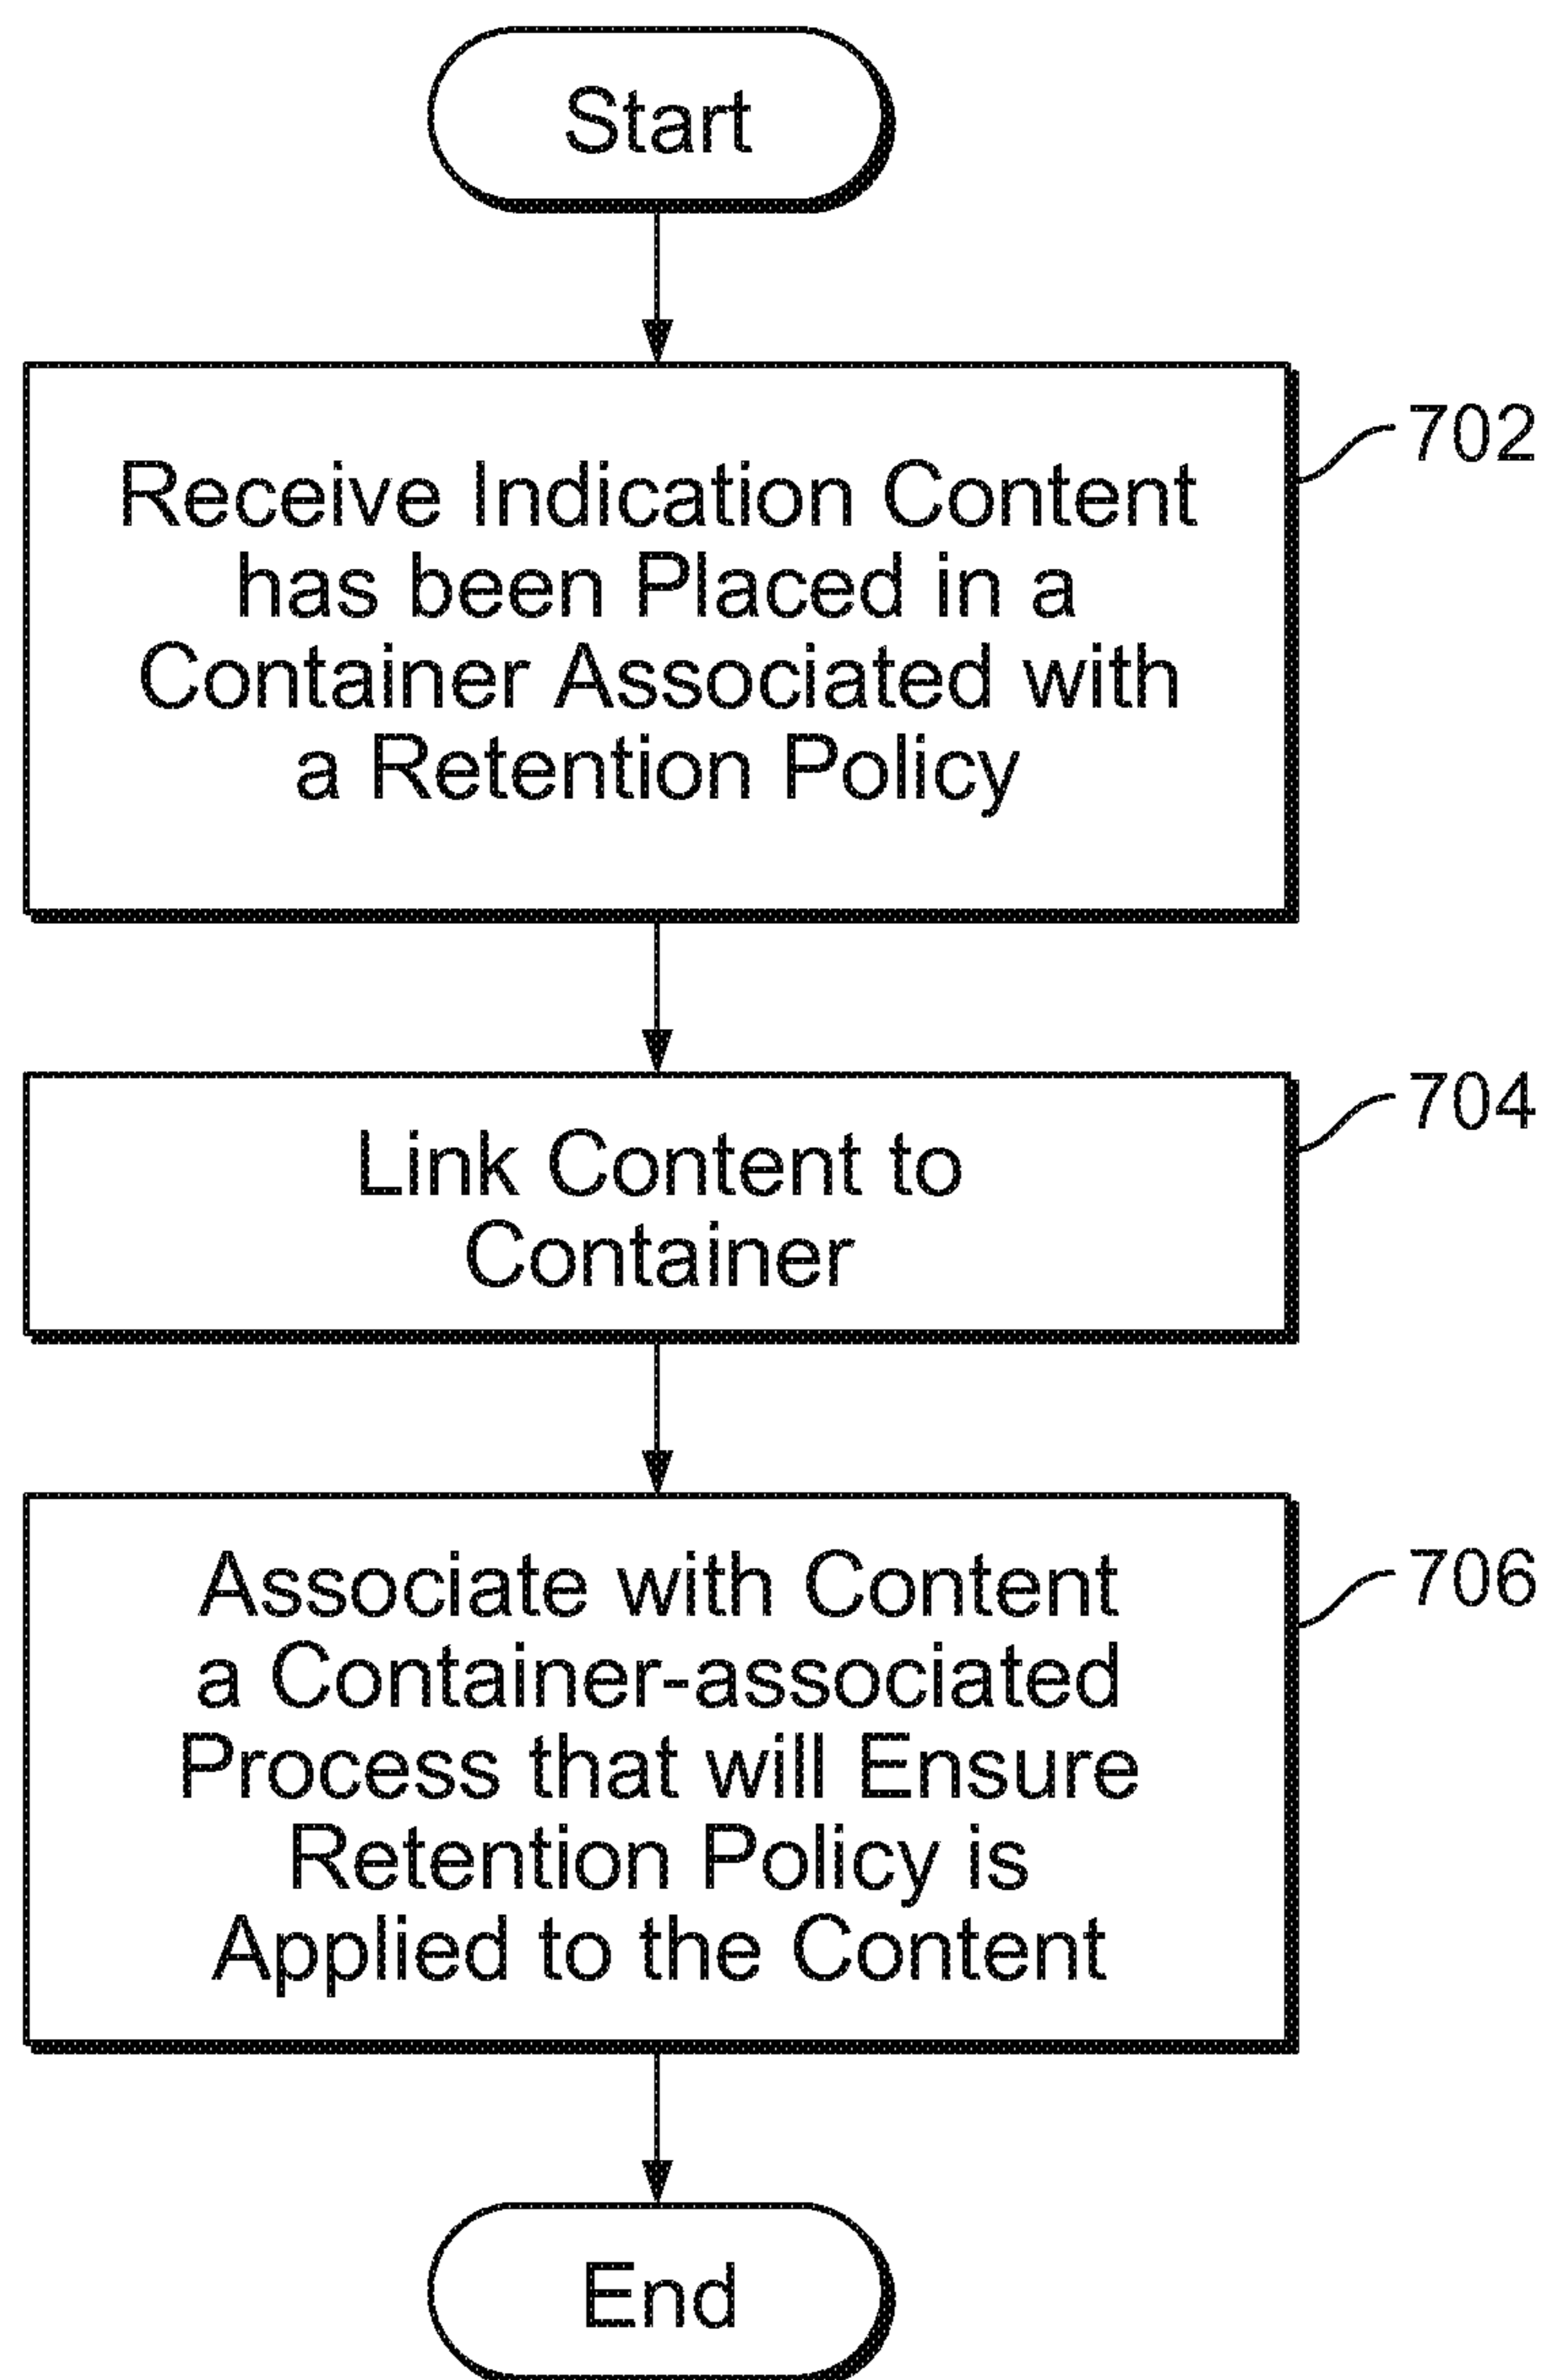 Start
Receive Indication Content
has been Placed in a
Container Associated with
a Retention Policy
702
Link Content to
Container
704
Associate with Content
a Container-associated
Process that will Ensure
Retention Policy is
Applied to the Content
706
End